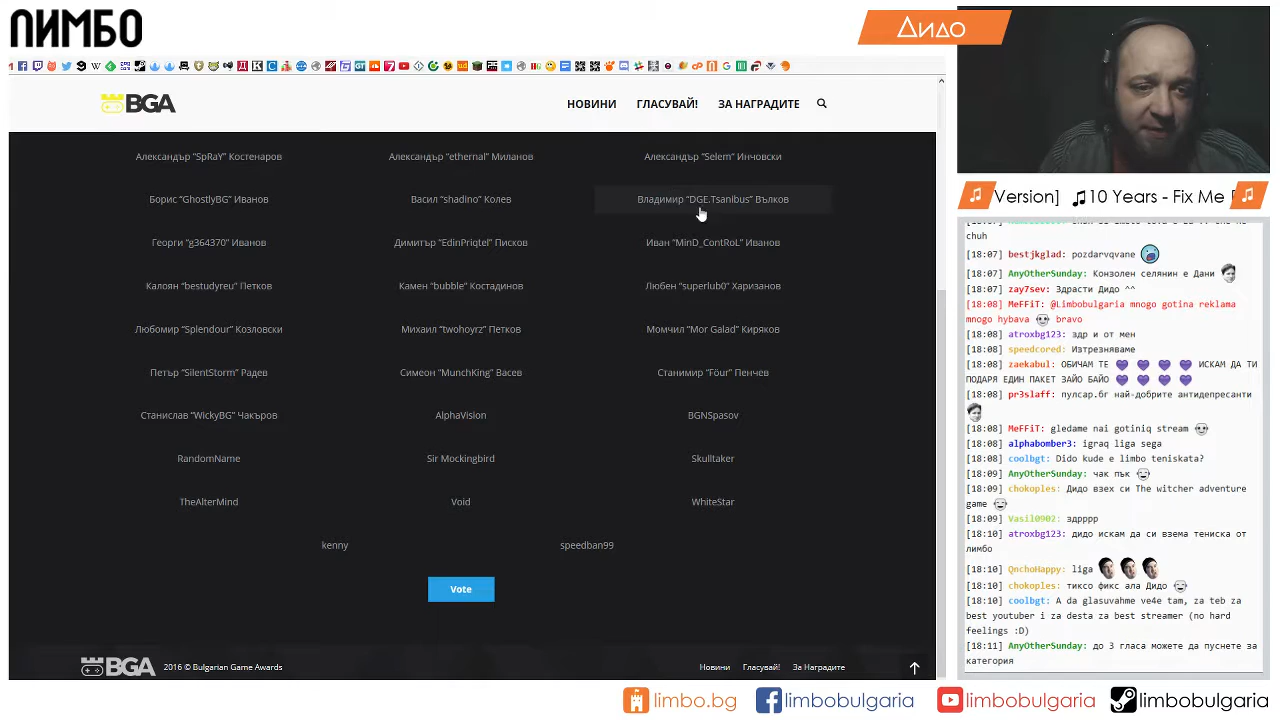 ЛИМБО
Дидо
BGA
НОВИНИ ГЛАСУВАЙ! ЗА НАГРАДИТЕ
Александър "SpRaY" Костенаров
Александър "ethernal" Миланов
Александър "Selem" Инчовски
Борис "GhostlyBG" Иванов
Васил "shadino" Колев
Владимир "DGE.Tsanibus" Вълков
Георги "g364370" Иванов
Димитър "EdinPriqtel" Писков
Иван "MinD_ContRoL" Иванов
Калоян "bestudyreu" Петков
Камен "bubble" Костадинов
Любен "superlub0" Харизанов
Любомир "Splendour" Козловски
Михаил "twohoyrz" Петков
Момчил "Mor Galad" Киряков
Петър "SilentStorm" Радев
Симеон "MunchKing" Васев
Станимир "Föur" Пенчев
Станислав "WickyBG" Чакъров
AlphaVision
BGNSpasov
RandomName
Sir Mockingbird
Skulltaker
TheAlterMind
Void
WhiteStar
kenny
speedban99
Vote
BGA
2016 © Bulgarian Game Awards
Новини Гласувай! За Наградите
Version] ♫10 Years - Fix Me
chuh
[18:07] bestjkglad: pozdarvqvane
[18:07] AnyOtherSunday: Конзолен селянин е Дани
[18:07] zay7sev: Здрасти Дидо ^^
[18:08] MeFFiT: @Limbobulgaria mnogo gotina reklama
mnogo hybava bravo
[18:08] atroxbg123: здр и от мен
[18:08] speedcored: Изтрезняваме
[18:08] zaekabul: ОБИЧАМ ТЕ 💜 💜 💜 💜 ИСКАМ ДА ТИ
ПОДАРЯ ЕДИН ПАКЕТ ЗАЙО БАЙО 💜 💜 💜 💜
[18:08] pr3slaff: пулсар.бг най-добрите антидепресанти
[18:08] MeFFiT: gledame nai gotiniq stream
[18:08] alphabomber3: igraq liga sega
[18:08] coolbgt: Dido kude e limbo teniskata?
[18:09] AnyOtherSunday: чак пък
[18:09] chokoples: Дидо взех си The witcher adventure
game
[18:09] Vasil0902: здрррр
[18:10] atroxbg123: дидо искам да си взема тениска от
лимбо
[18:10] QnchoHappy: liga
[18:10] chokoples: тиксо фикс ала Дидо
[18:10] coolbgt: A da glasuvahme ve4e tam, za teb za
best youtuber i za desta za best streamer (no hard
feelings :D)
[18:11] AnyOtherSunday: до 3 гласа можете да пуснете за
категория
limbo.bg limbobulgaria limbobulgaria limbobulgaria